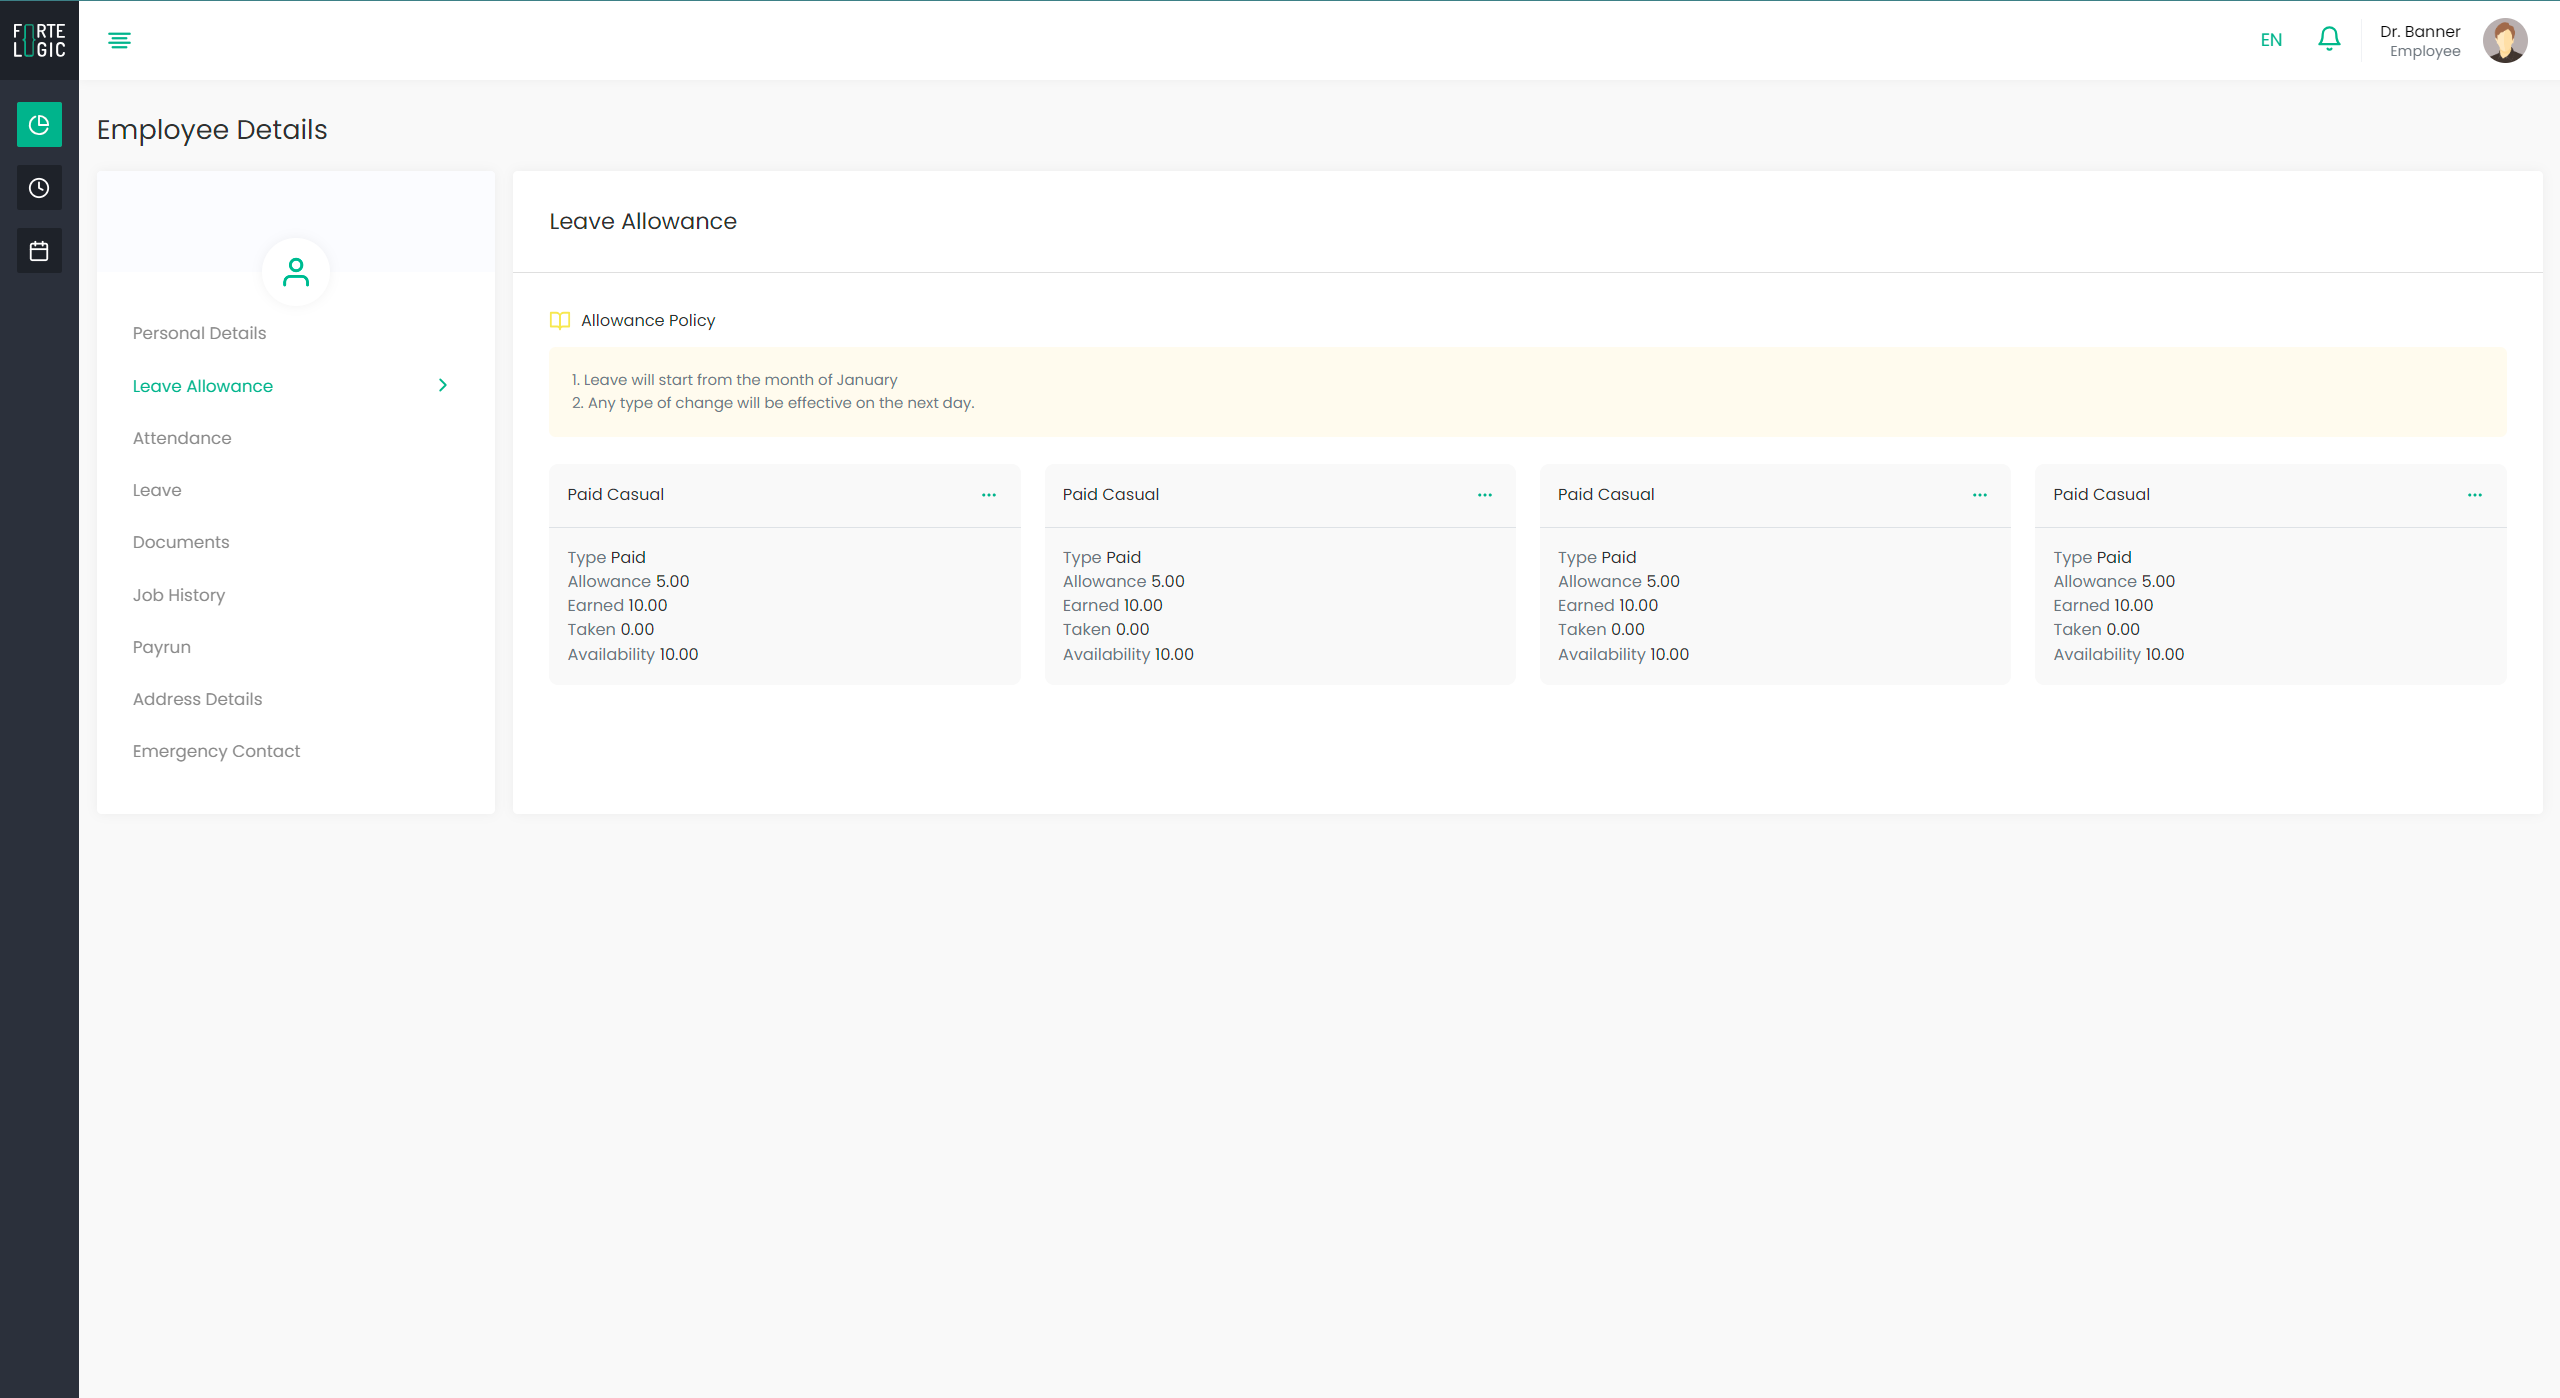 FORTE
LOGIC
EN
Dr. Banner
Employee
Employee Details
Personal Details
Leave Allowance
Attendance
Leave
Documents
Job History
Payrun
Address Details
Emergency Contact
Leave Allowance
Allowance Policy
1. Leave will start from the month of January
2. Any type of change will be effective on the next day.
Paid Casual
Type Paid
Allowance 5.00
Earned 10.00
Taken 0.00
Availability 10.00
Paid Casual
Type Paid
Allowance 5.00
Earned 10.00
Taken 0.00
Availability 10.00
Paid Casual
Type Paid
Allowance 5.00
Earned 10.00
Taken 0.00
Availability 10.00
Paid Casual
Type Paid
Allowance 5.00
Earned 10.00
Taken 0.00
Availability 10.00